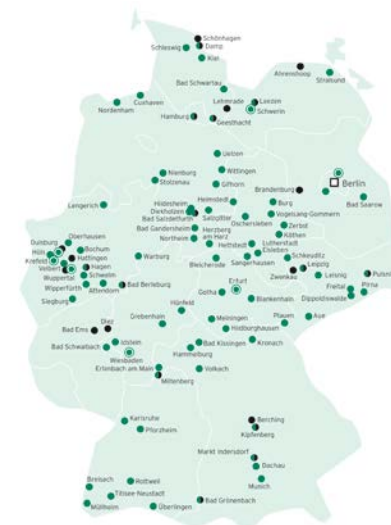 Schönhagen
Schleswig
Damp
Kiel
Ahrenshoop
Stralsund
Bad Schwartau
Cuxhaven
Nordenham
Lehmrade
Lassan
Schwerin
Hamburg
Geesthacht
Uelzen
Nienburg
Wittingen
Stolzenau
Gifhorn
Brandenburg
Berlin
Bad Saarow
Lengerich
Hildesheim
Helmstedt
Burg
Diekholzen
Vogelsang-Gommern
Bad Salzdetfurth
Salzgitter
Zerbst
Oschersleben
Bad Gandersheim
Herzberg
am Harz
Köthen
Duisburg
Oberhausen
Northeim
Hettstedt
Lutherstadt
Eisleben
Hüls
Bochum
Krefeld
Hattingen
Warburg
Bleicherode
Sangerhausen
Schkeuditz
Velbert
Hagen
Leipzig
Wuppertal
Schwelm
Zwenkau
Leisnig
Pulsnitz
Wipperfürth
Attendorn
Bad Berleburg
Erfurt
Freital
Pirna
Siegburg
Gotha
Blankenhain
Dippoldiswalde
Hünfeld
Grebenhain
Meiningen
Plauen
Aue
Bad Ems
Diez
Hildburghausen
Idstein
Bad Kissingen
Kronach
Bad Schwalbach
Wiesbaden
Hammelburg
Erlenbach am Main
Volkach
Miltenberg
Karlsruhe
Berching
Pforzheim
Kipfenberg
Markt Indersdorf
Dachau
Breisach
Rottweil
Munich
Titisee-Neustadt
Müllheim
Überlingen
Bad Grönenbach